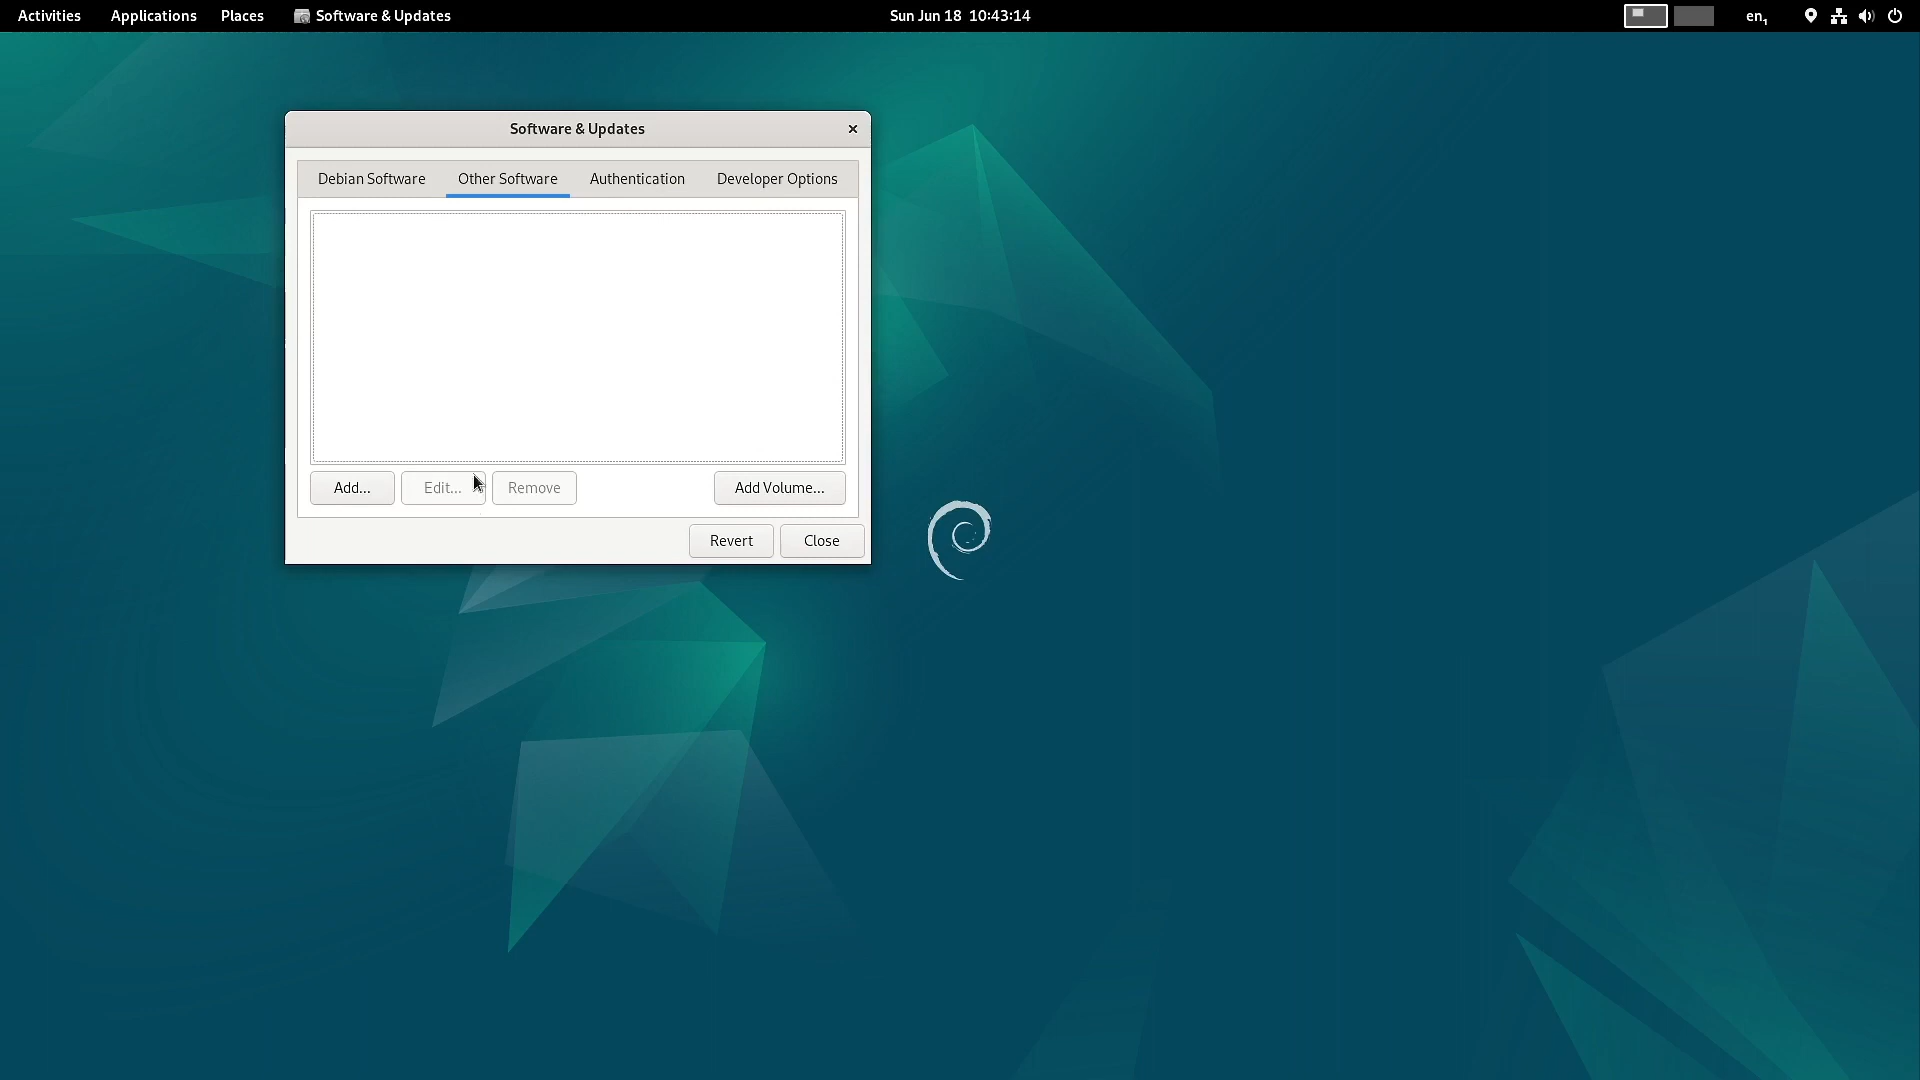 Activities Applications Places Software & Updates Sun Jun 18 10:43:14 en₁
Software & Updates ×
Debian Software Other Software Authentication Developer Options
Add... Edit... Remove Add Volume...
Revert Close